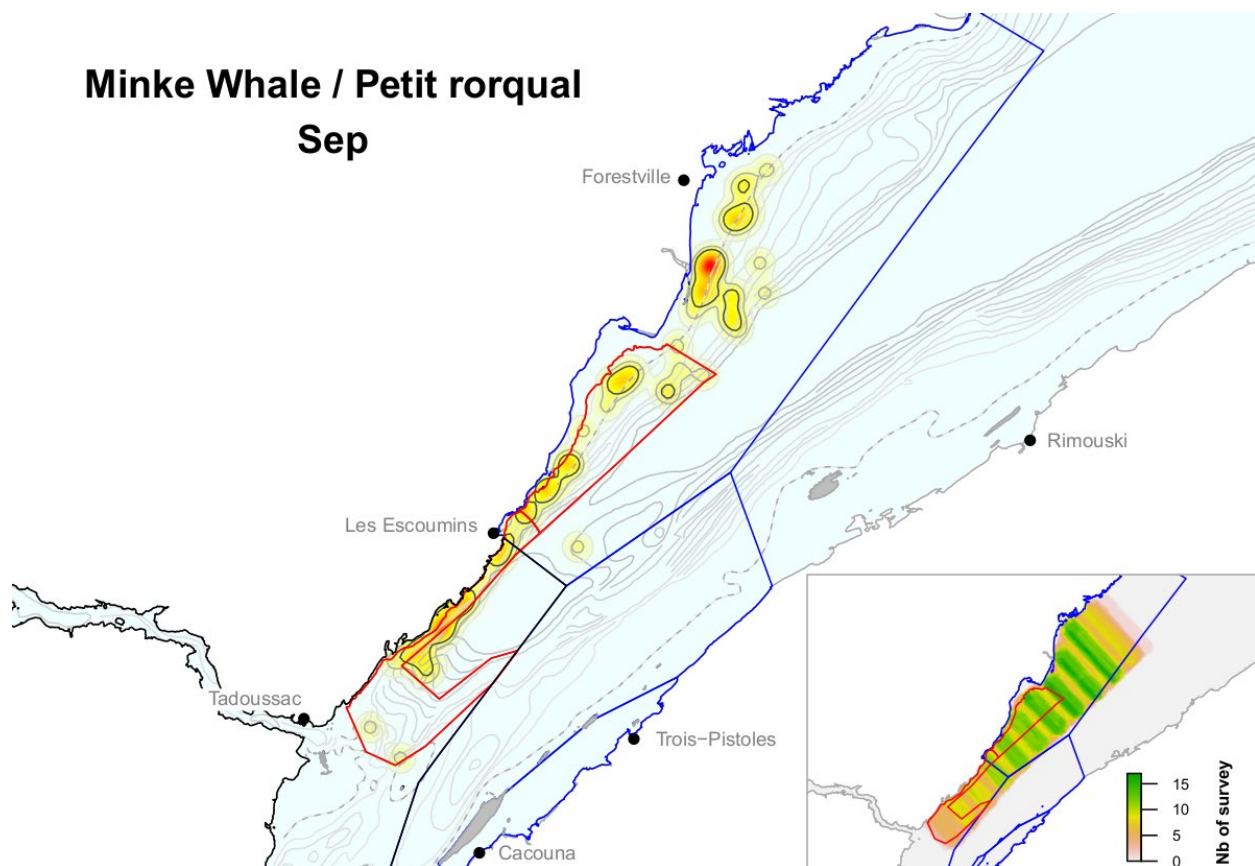 Minke Whale / Petit rorqual
Sep
Forestville
Rimouski
Les Escoumins
Tadoussac
Trois−Pistoles
Cacouna
15
10
5
0
Nb of survey